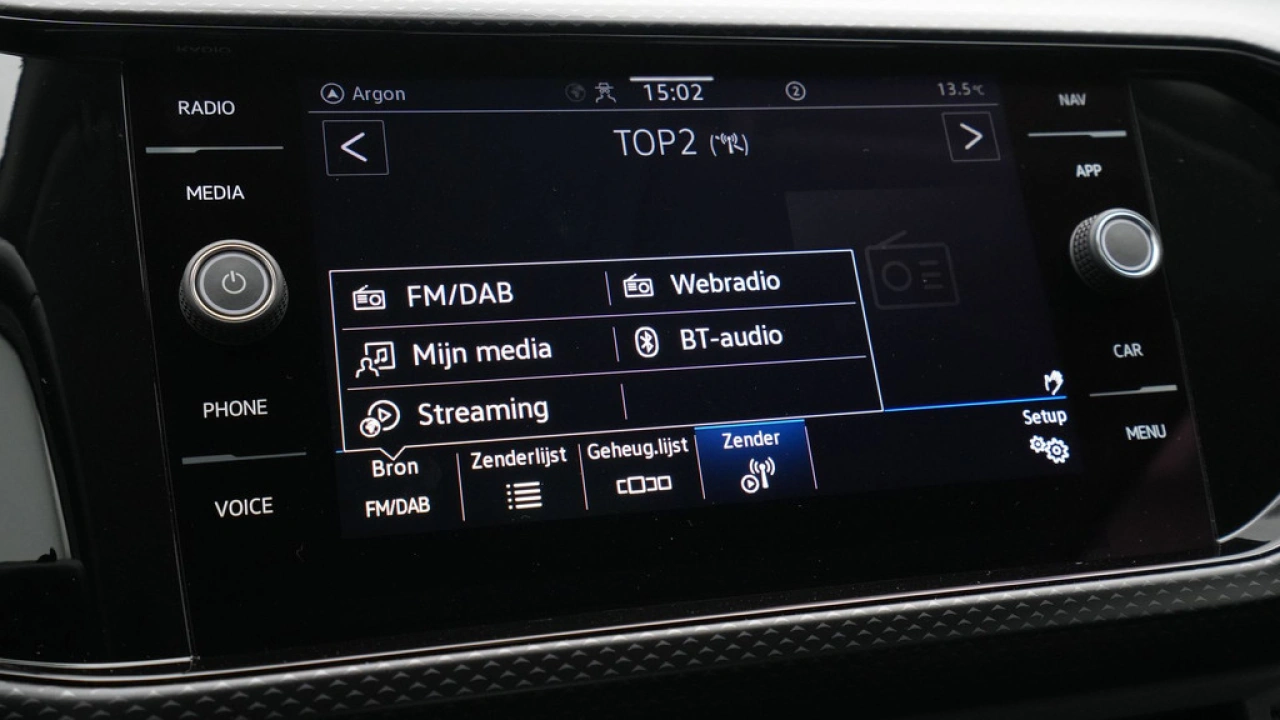 RADIO
MEDIA
PHONE
VOICE
Argon
15:02
2
13.5°C
TOP2
FM/DAB
Webradio
Mijn media
BT-audio
Streaming
Bron
FM/DAB
Zenderlijst
Geheug.lijst
Zender
Setup
NAV
APP
CAR
MENU